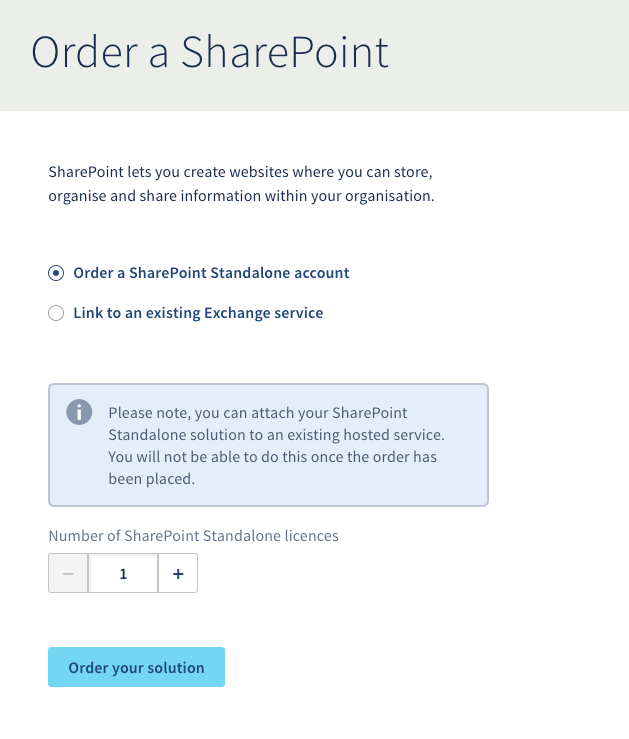 Order a SharePoint
SharePoint lets you create websites where you can store,
organise and share information within your organisation.
Order a SharePoint Standalone account
Link to an existing Exchange service
Please note, you can attach your SharePoint
Standalone solution to an existing hosted service.
You will not be able to do this once the order has
been placed.
Number of SharePoint Standalone licences
− 1 +
Order your solution